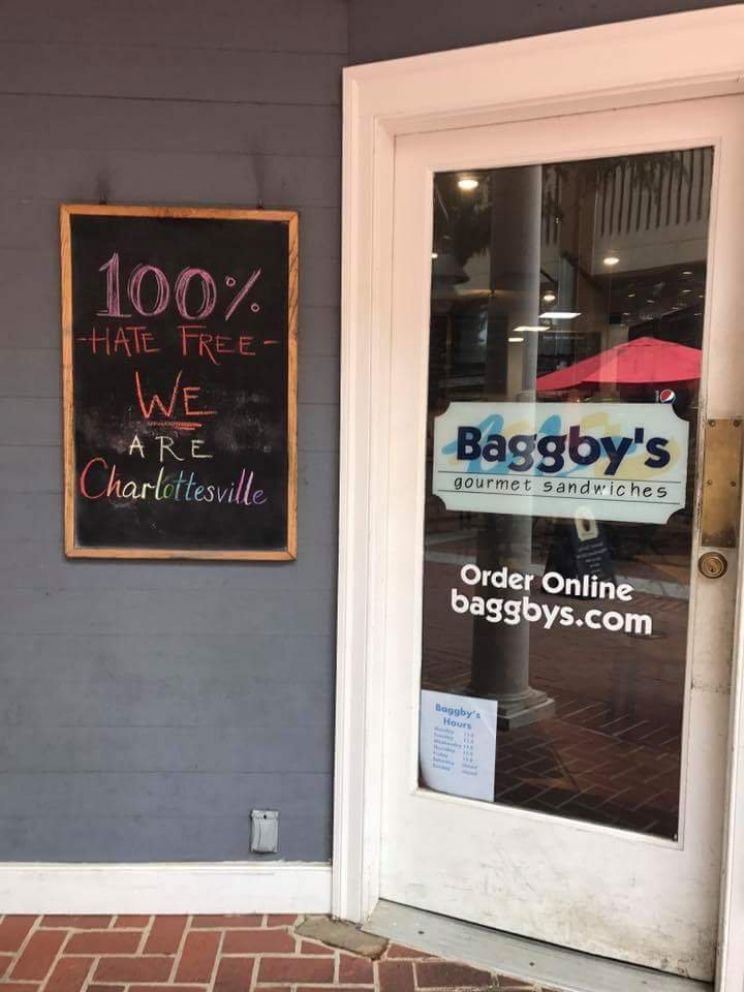 100%
-HATE FREE-
WE
ARE
Charlottesville
Baggby's
gourmet sandwiches
Order Online
baggbys.com
Baggby's
Hours